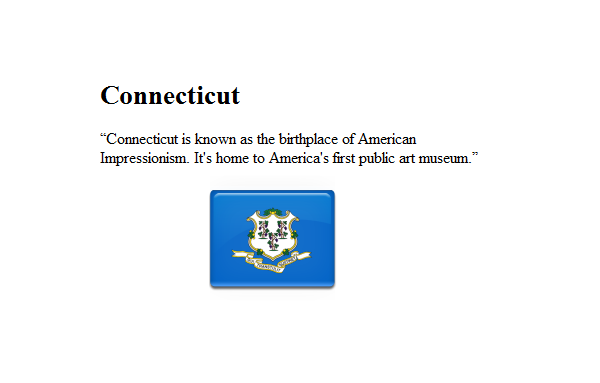 Connecticut
“Connecticut is known as the birthplace of American
Impressionism. It's home to America's first public art museum.”